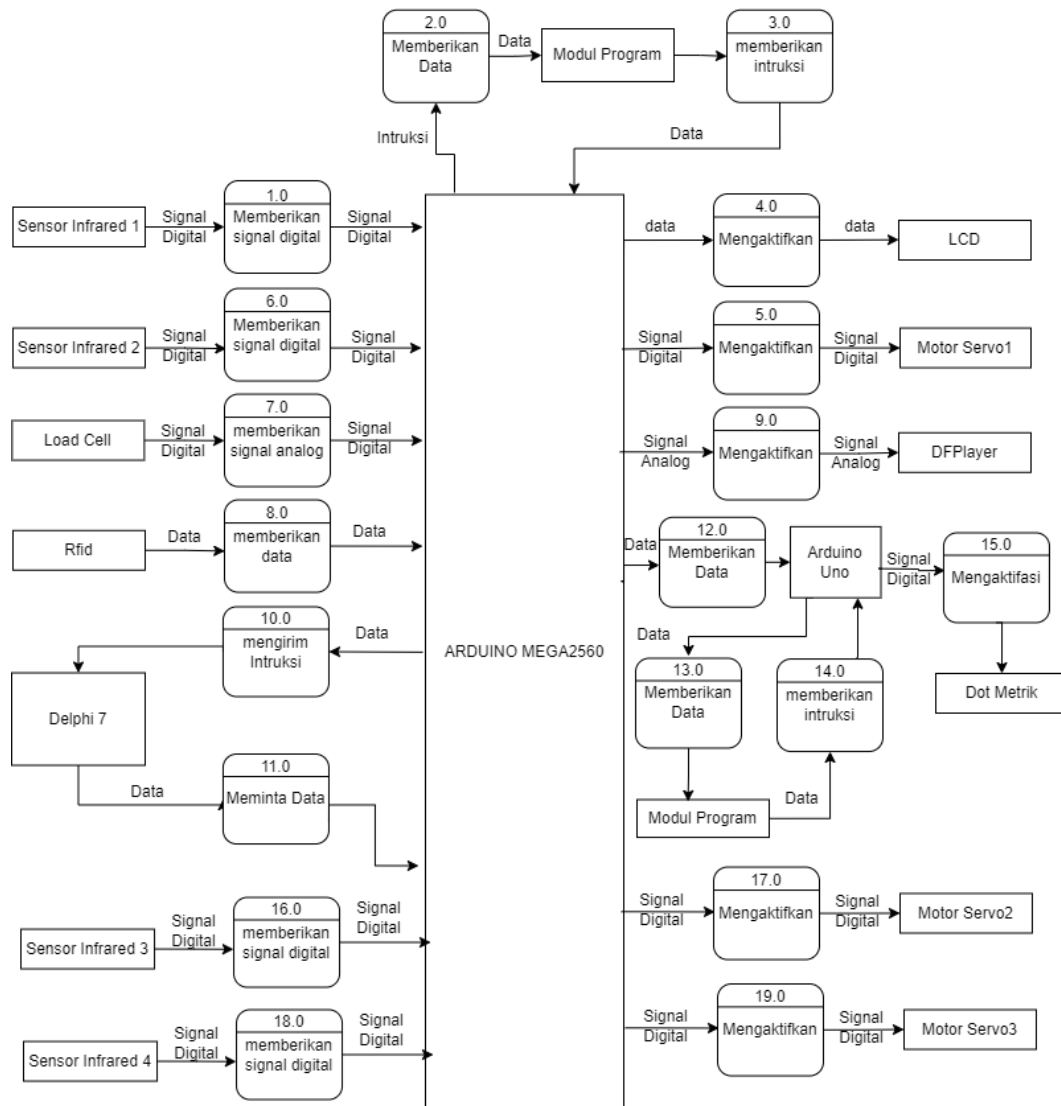 2.0
Memberikan
Data
Data
Modul Program
3.0
memberikan
intruksi
Intruksi
Data
Sensor Infrared 1
Signal
Digital
1.0
Memberikan
signal digital
Signal
Digital
4.0
data
Mengaktifkan
data
LCD
Sensor Infrared 2
Signal
Digital
6.0
Memberikan
signal digital
Signal
Digital
5.0
Signal
Digital
Mengaktifkan
Signal
Digital
Motor Servo1
Load Cell
Signal
Digital
7.0
memberikan
signal analog
Signal
Digital
9.0
Signal
Analog
Mengaktifkan
Signal
Analog
DFPlayer
Rfid
Data
8.0
memberikan
data
Data
Data
12.0
Memberikan
Data
Arduino
Uno
Signal
Digital
15.0
Mengaktifasi
10.0
mengirim
Intruksi
Data
ARDUINO MEGA2560
Data
13.0
Memberikan
Data
14.0
memberikan
intruksi
Dot Metrik
Delphi 7
Data
11.0
Meminta Data
Modul Program
Data
Sensor Infrared 3
Signal
Digital
16.0
memberikan
signal digital
Signal
Digital
17.0
Signal
Digital
Mengaktifkan
Signal
Digital
Motor Servo2
Sensor Infrared 4
Signal
Digital
18.0
memberikan
signal digital
Signal
Digital
19.0
Signal
Digital
Mengaktifkan
Signal
Digital
Motor Servo3